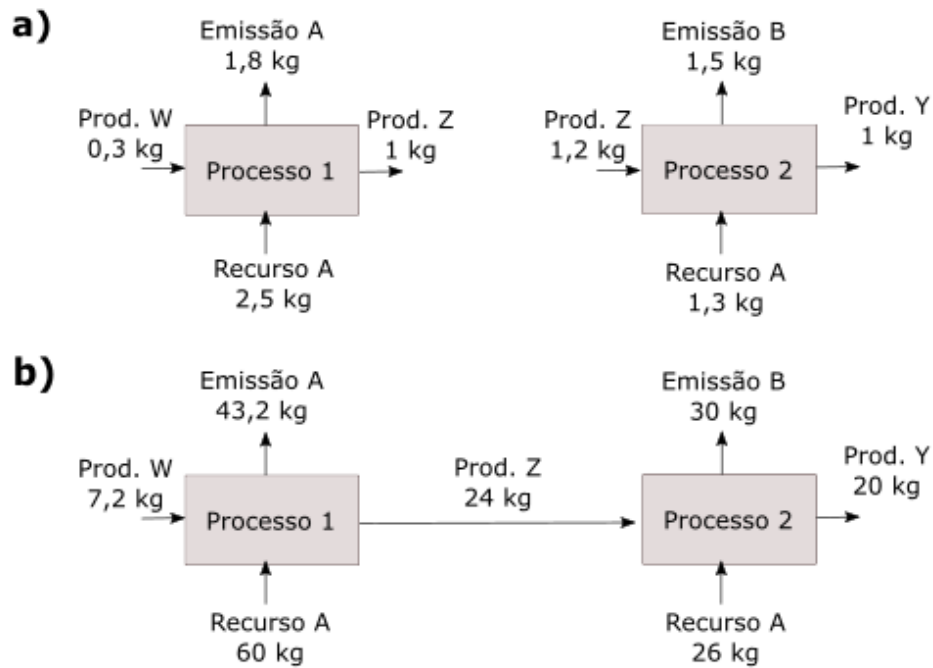 a)
Emissão A
1,8 kg
Prod. W
0,3 kg
Processo 1
Prod. Z
1 kg
Recurso A
2,5 kg
Emissão B
1,5 kg
Prod. Z
1,2 kg
Processo 2
Prod. Y
1 kg
Recurso A
1,3 kg
b)
Emissão A
43,2 kg
Prod. W
7,2 kg
Processo 1
Recurso A
60 kg
Prod. Z
24 kg
Emissão B
30 kg
Processo 2
Prod. Y
20 kg
Recurso A
26 kg